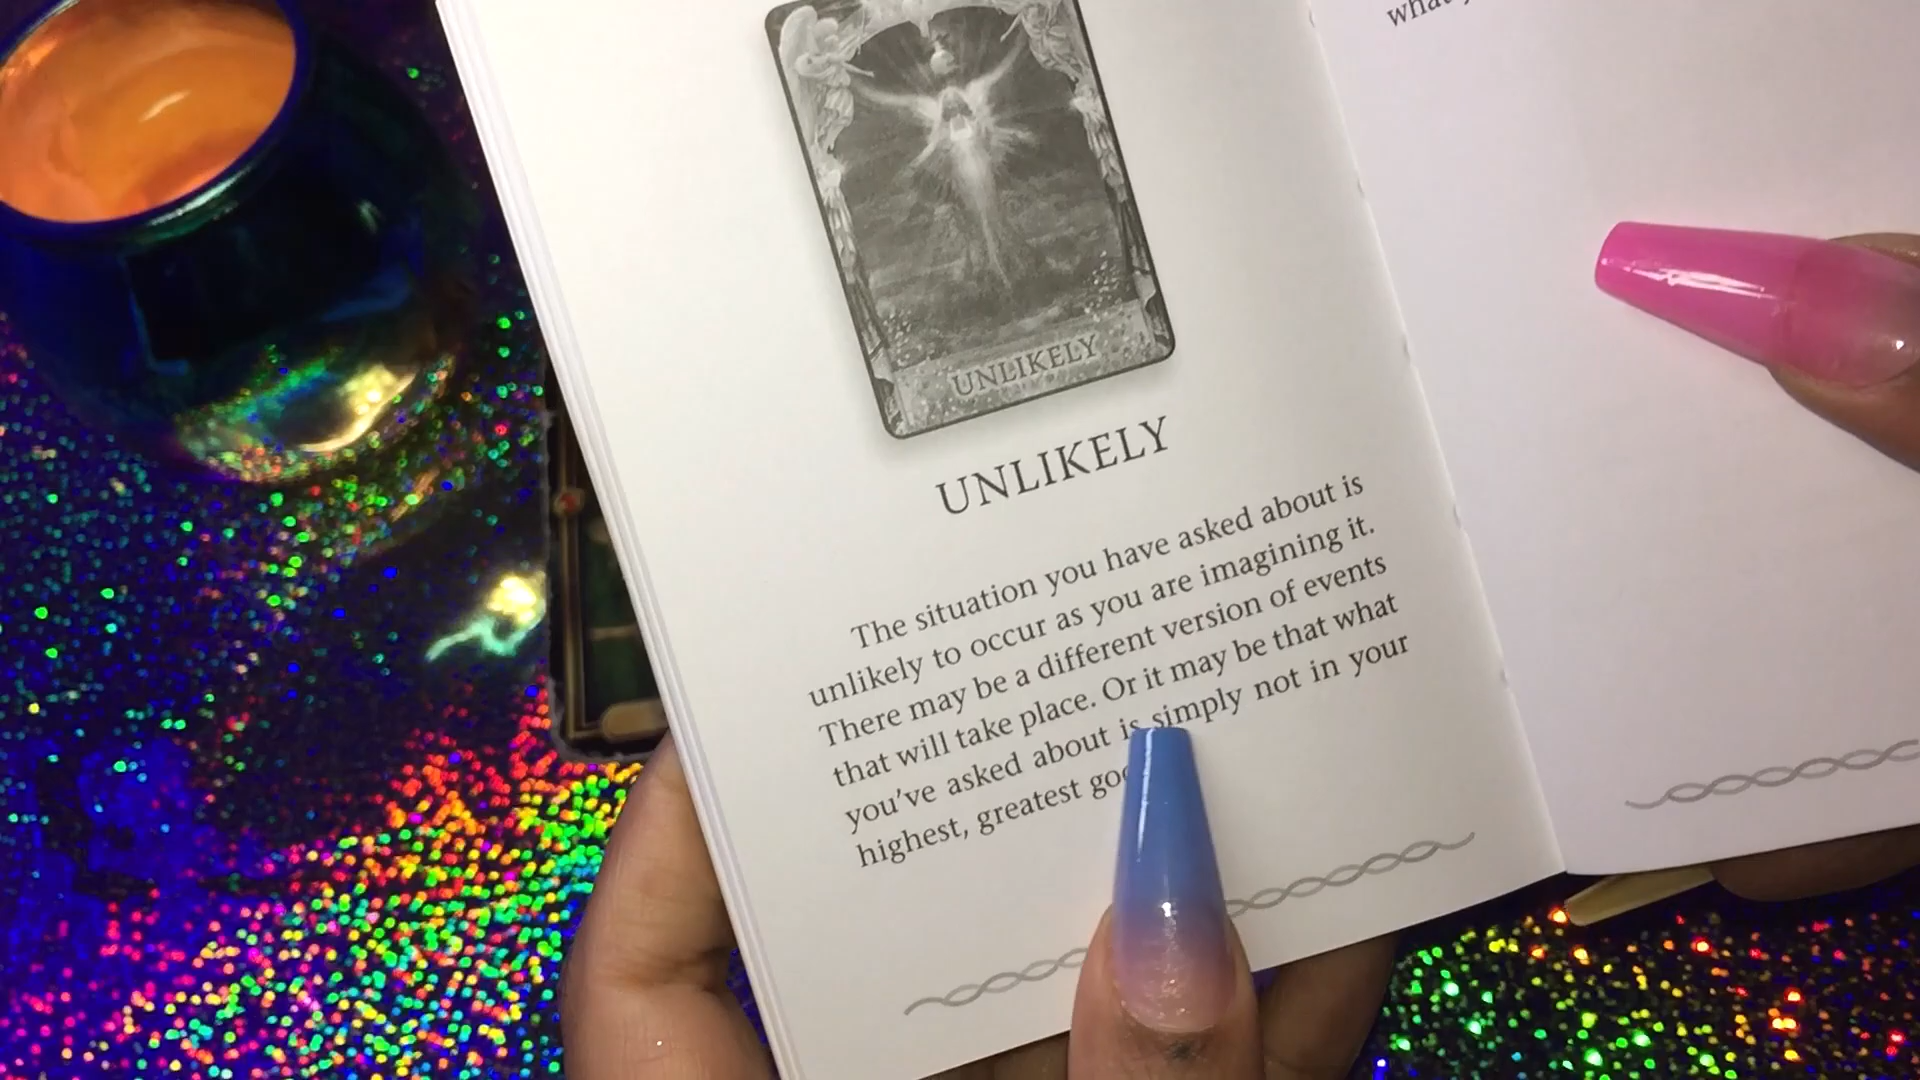 what
UNLIKELY
UNLIKELY
The situation you have asked about is
unlikely to occur as you are imagining it.
There may be a different version of events
that will take place. Or it may be that what
you've asked about is simply not in your
highest, greatest